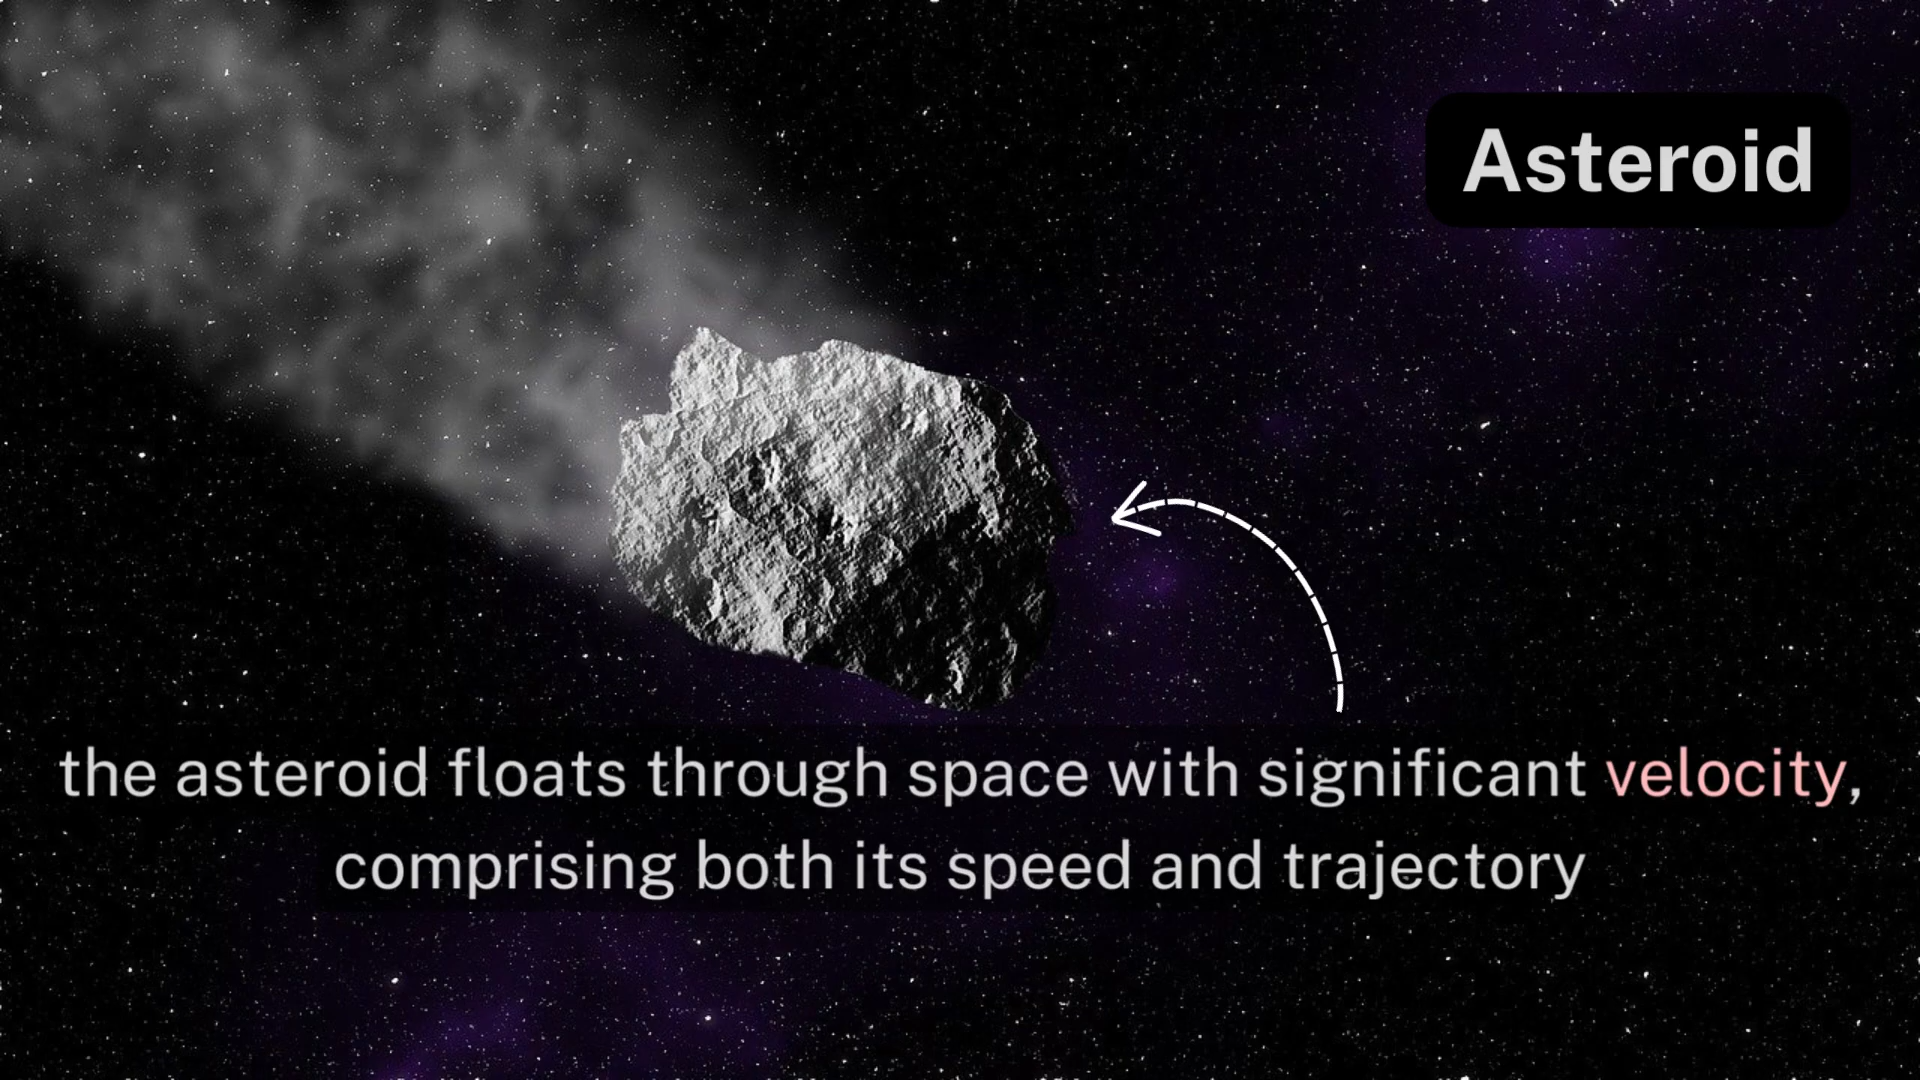 Asteroid
the asteroid floats through space with significant velocity,
comprising both its speed and trajectory